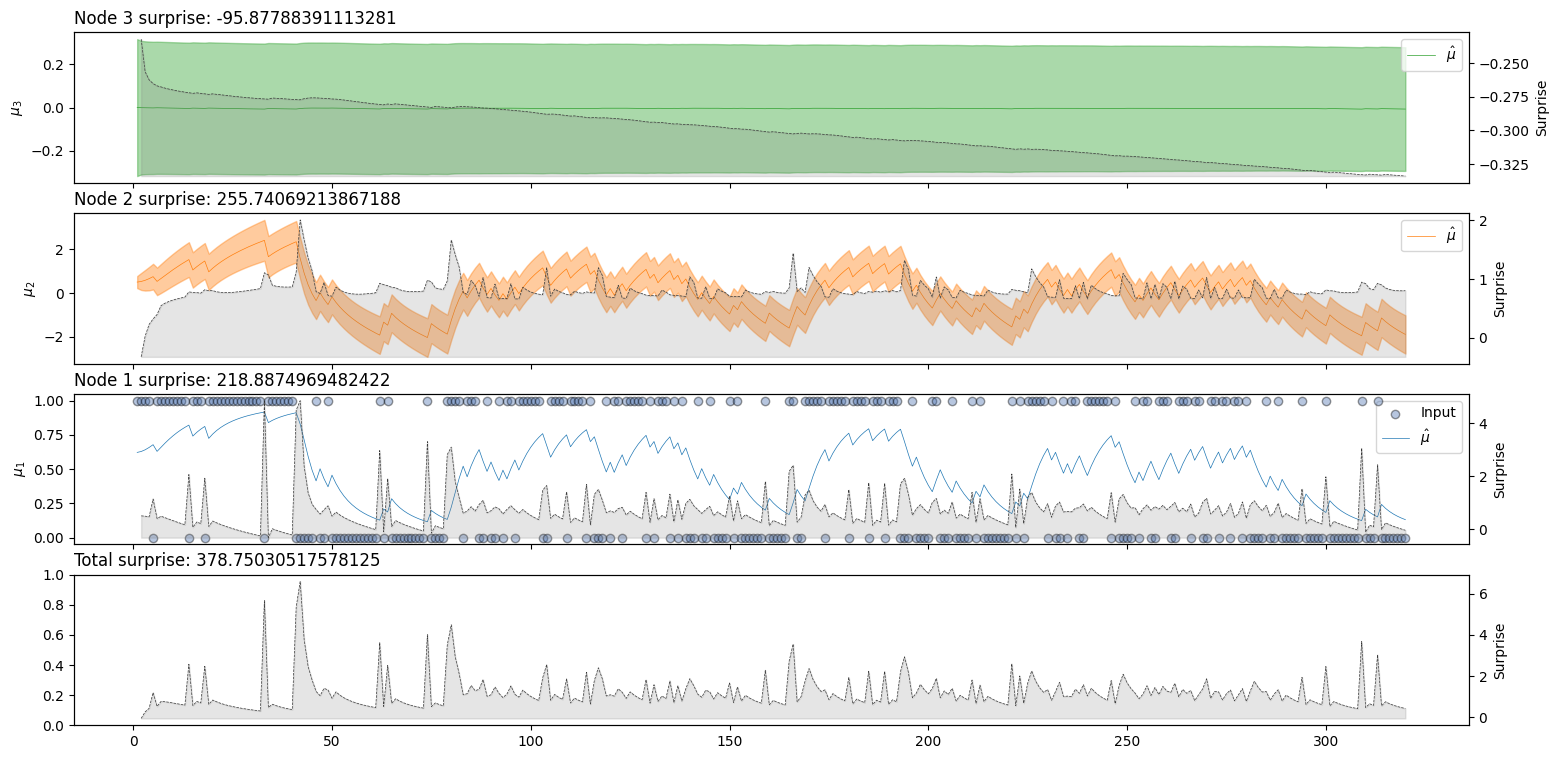 Node 3 surprise: -95.87788391113281
0.2
0.0
−0.2
μ3
μ̂
−0.250
−0.275
−0.300
−0.325
Surprise
Node 2 surprise: 255.74069213867188
2
0
−2
μ2
μ̂
2
1
0
Surprise
Node 1 surprise: 218.8874969482422
1.00
0.75
0.50
0.25
0.00
μ1
Input
μ̂
4
2
0
Surprise
Total surprise: 378.75030517578125
1.0
0.8
0.6
0.4
0.2
0.0
6
4
2
0
Surprise
0 50 100 150 200 250 300